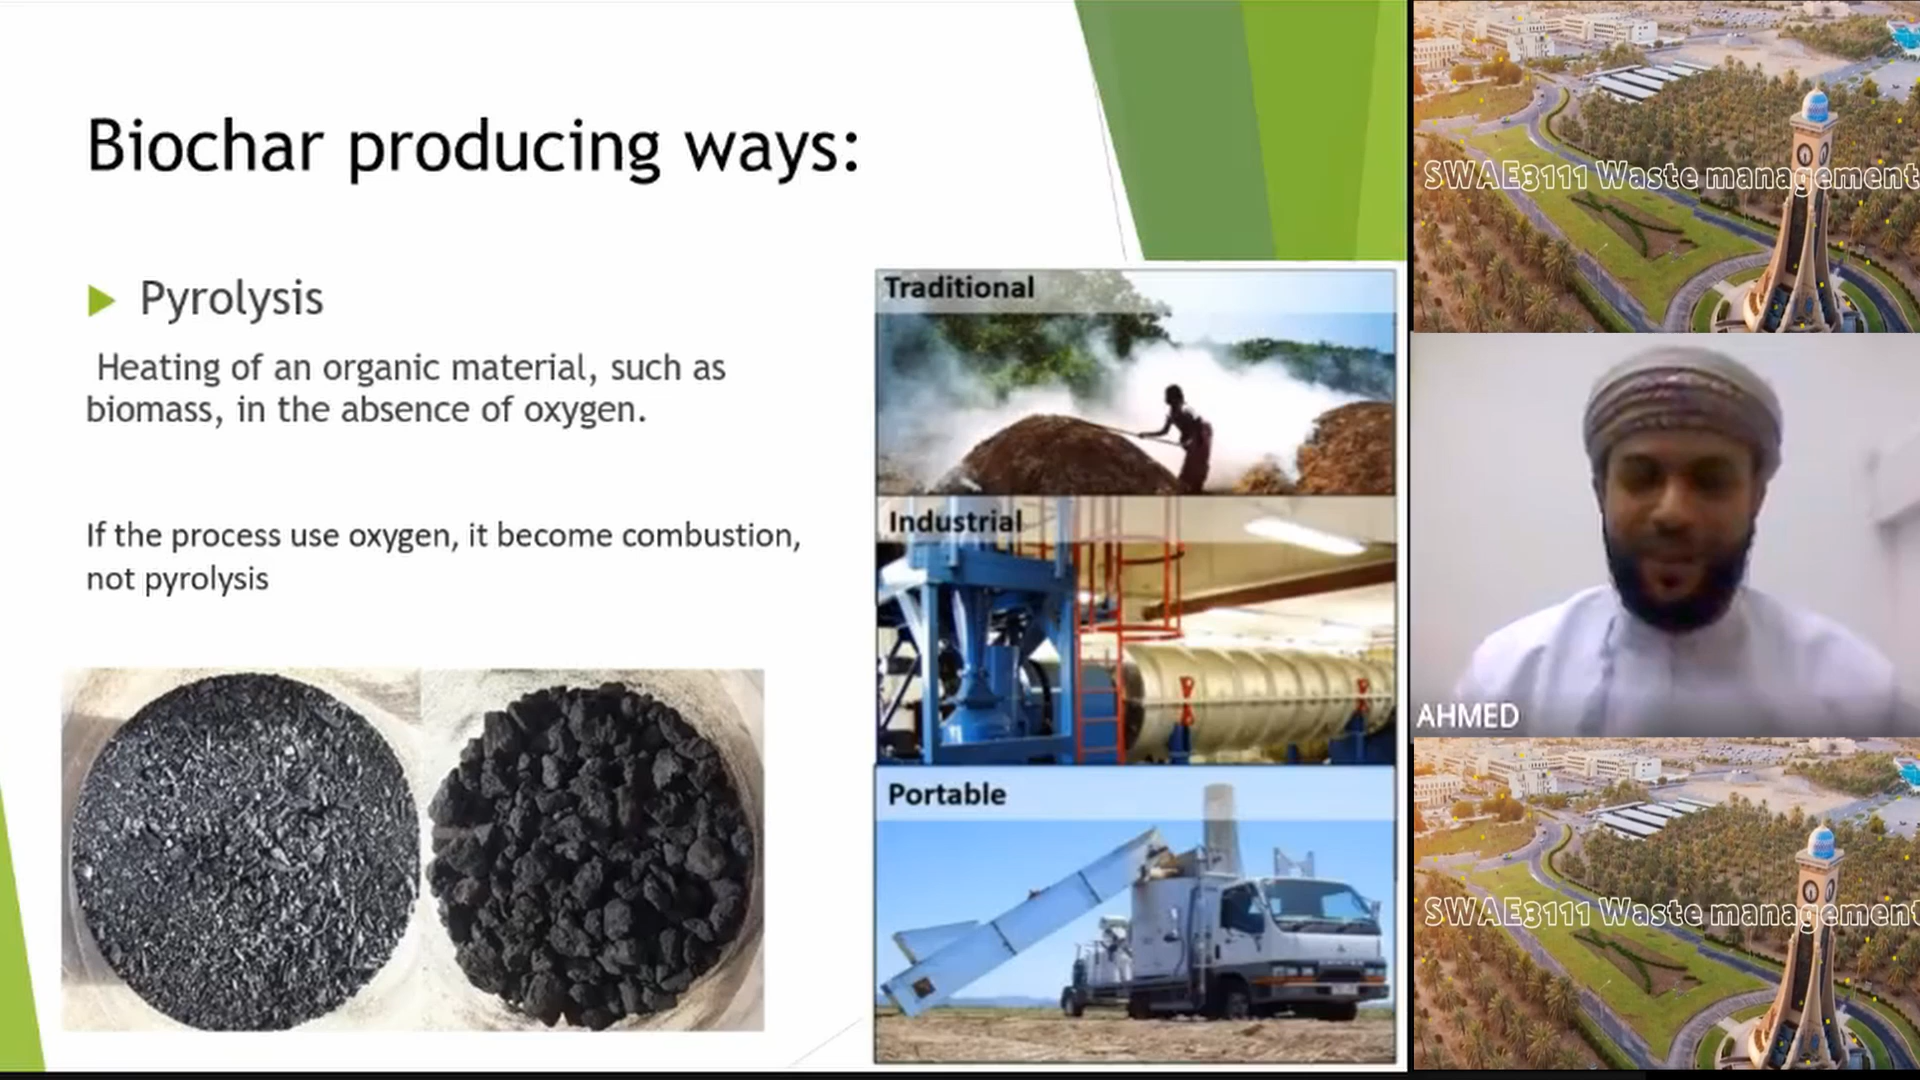 Biochar producing ways:
Pyrolysis
Heating of an organic material, such as
biomass, in the absence of oxygen.
If the process use oxygen, it become combustion,
not pyrolysis
Traditional
Industrial
Portable
SWAE3111 Waste management
AHMED
SWAE3111 Waste management